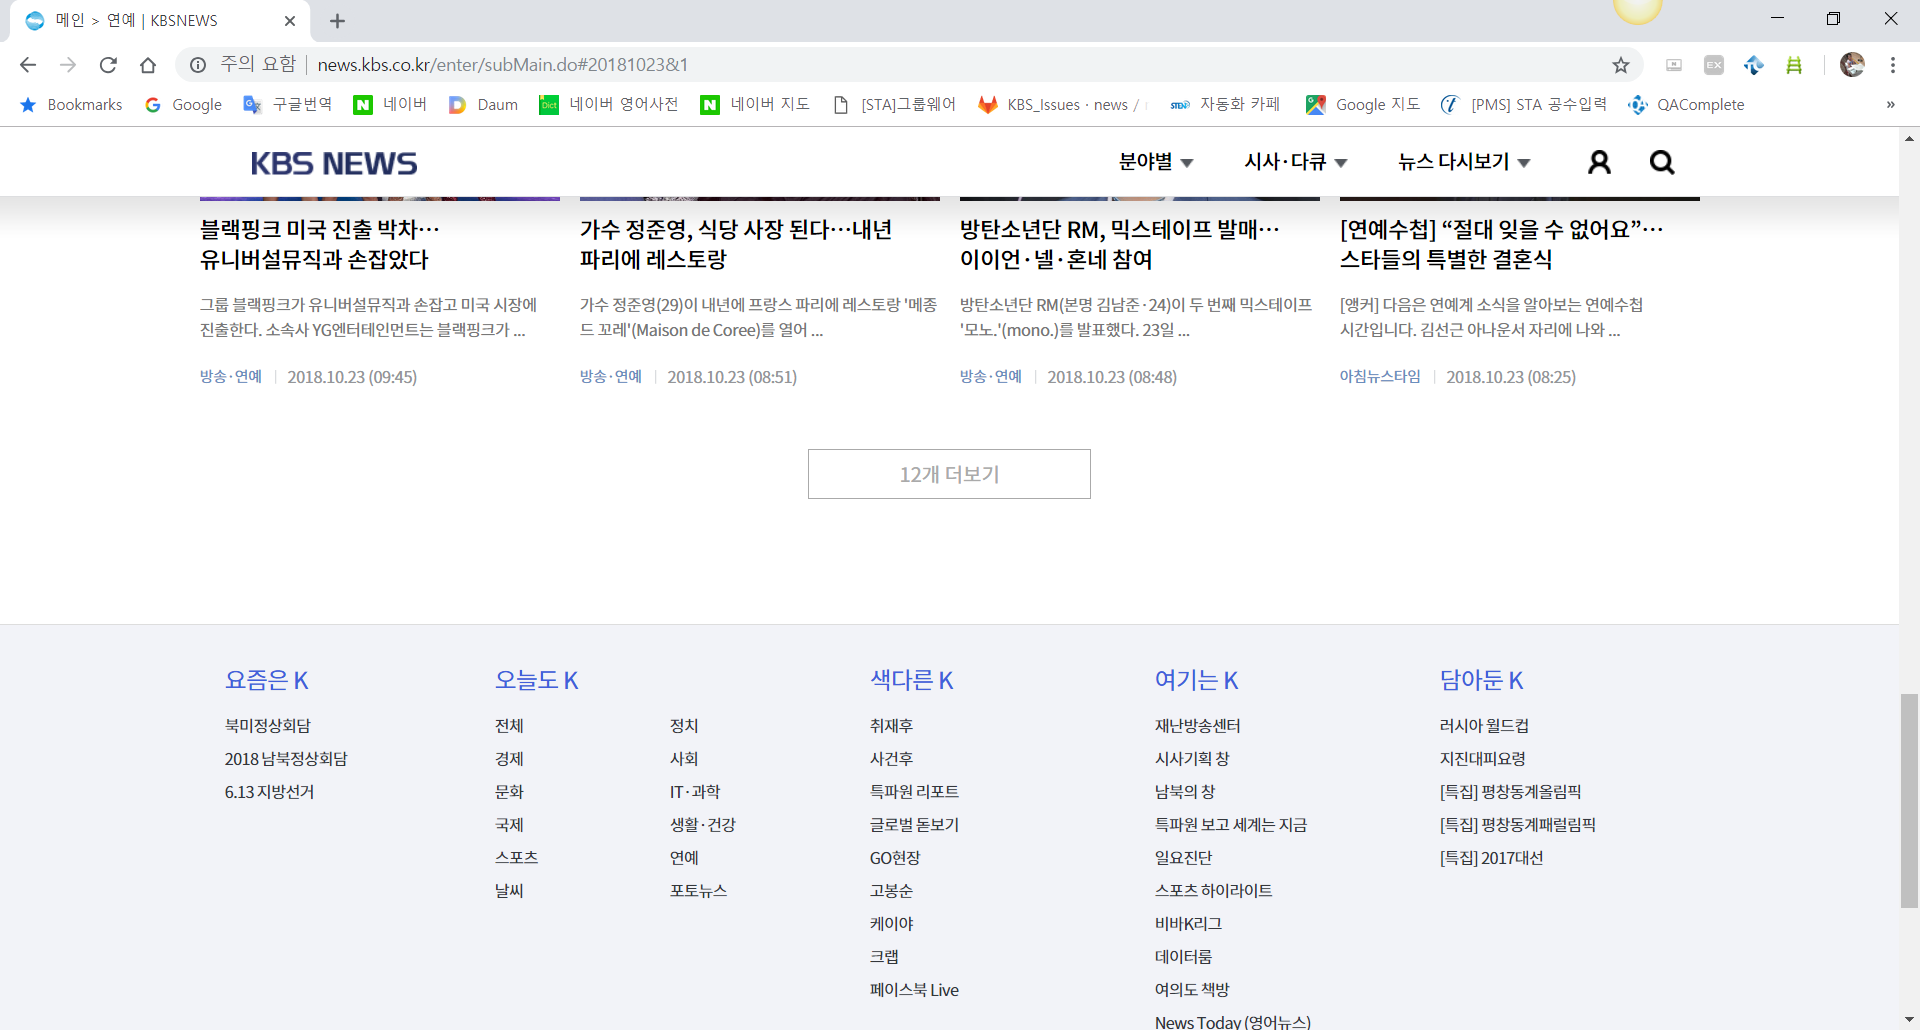 메인 > 연예 | KBSNEWS
주의 요함 | news.kbs.co.kr/enter/subMain.do#20181023&1
EX
Bookmarks
Google
구글번역
네이버
Daum
네이버 영어사전
네이버 지도
[STA]그룹웨어
KBS_Issues · news /
자동화 카페
Google 지도
[PMS] STA 공수입력
QAComplete
»
KBS NEWS
분야별
시사·다큐
뉴스 다시보기
블랙핑크 미국 진출 박차…
유니버설뮤직과 손잡았다
그룹 블랙핑크가 유니버설뮤직과 손잡고 미국 시장에
진출한다. 소속사 YG엔터테인먼트는 블랙핑크가 ...
방송·연예 | 2018.10.23 (09:45)
가수 정준영, 식당 사장 된다…내년
파리에 레스토랑
가수 정준영(29)이 내년에 프랑스 파리에 레스토랑 '메종
드 꼬레'(Maison de Coree)를 열어 ...
방송·연예 | 2018.10.23 (08:51)
방탄소년단 RM, 믹스테이프 발매…
이이언·넬·혼네 참여
방탄소년단 RM(본명 김남준·24)이 두 번째 믹스테이프
'모노.'(mono.)를 발표했다. 23일 ...
방송·연예 | 2018.10.23 (08:48)
[연예수첩] “절대 잊을 수 없어요”…
스타들의 특별한 결혼식
[앵커] 다음은 연예계 소식을 알아보는 연예수첩
시간입니다. 김선근 아나운서 자리에 나와 ...
아침뉴스타임 | 2018.10.23 (08:25)
12개 더보기
요즘은 K
북미정상회담
2018 남북정상회담
6.13 지방선거
오늘도 K
전체
경제
문화
국제
스포츠
날씨
정치
사회
IT·과학
생활·건강
연예
포토뉴스
색다른 K
취재후
사건후
특파원 리포트
글로벌 돋보기
GO현장
고봉순
케이야
크랩
페이스북 Live
여기는 K
재난방송센터
시사기획 창
남북의 창
특파원 보고 세계는 지금
일요진단
스포츠 하이라이트
비바K리그
데이터룸
여의도 책방
News Today (영어뉴스)
담아둔 K
러시아 월드컵
지진대피요령
[특집] 평창동계올림픽
[특집] 평창동계패럴림픽
[특집] 2017대선